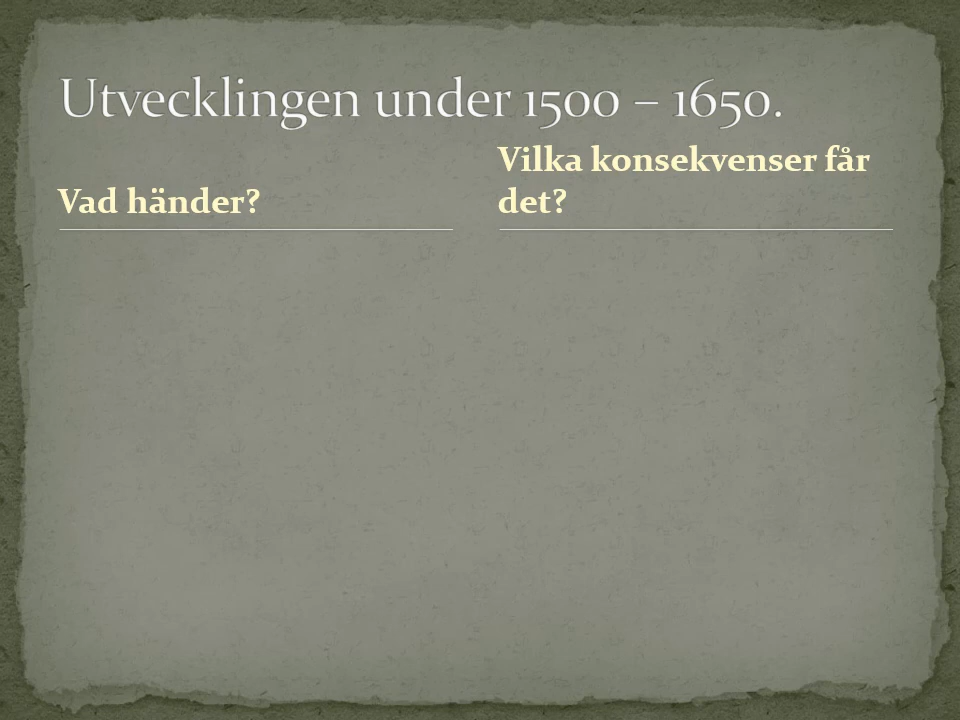 Utvecklingen under 1500 – 1650.
Vad händer?
Vilka konsekvenser får
det?